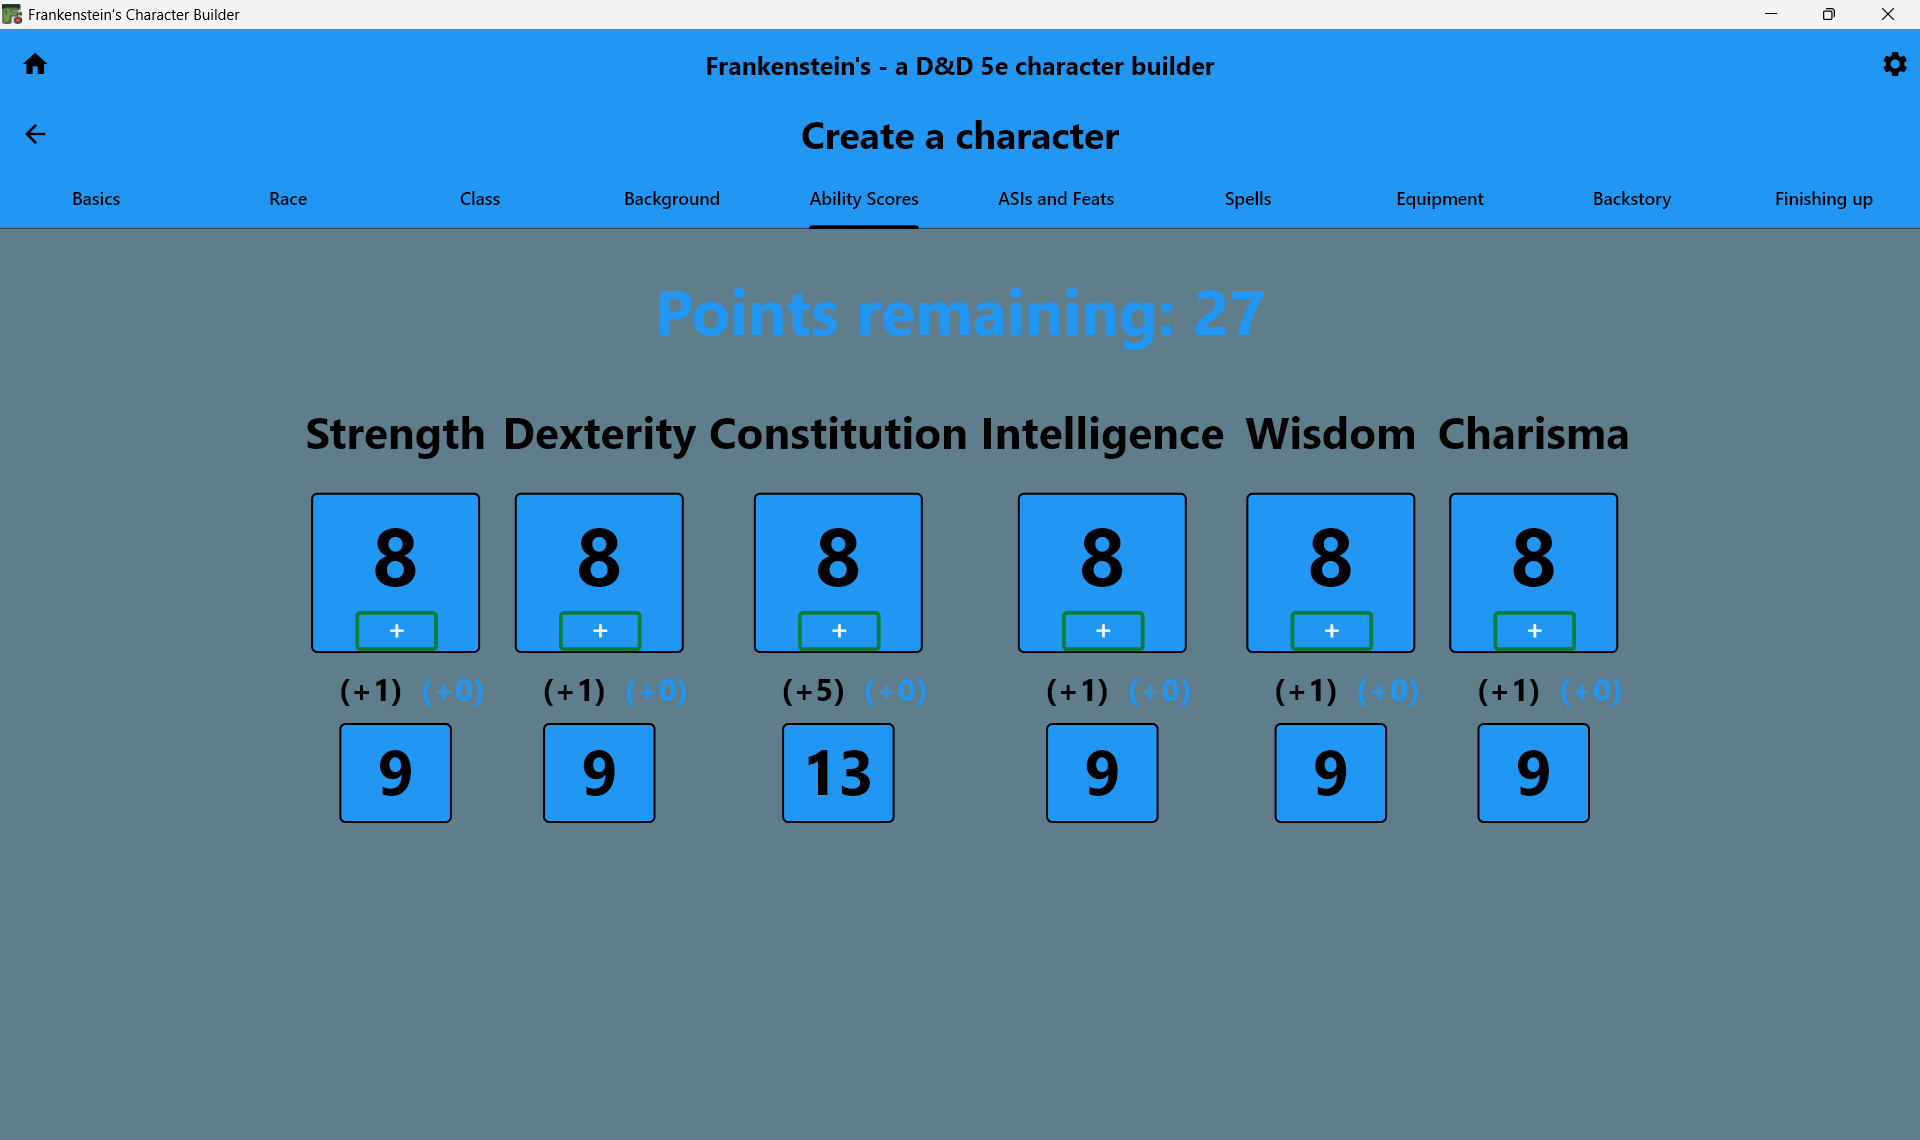 Frankenstein's Character Builder
Frankenstein's - a D&D 5e character builder
Create a character
Basics Race Class Background Ability Scores ASIs and Feats Spells Equipment Backstory Finishing up
Points remaining: 27
Strength Dexterity Constitution Intelligence Wisdom Charisma
8 8 8 8 8 8
+ + + + + +
(+1) (+0) (+1) (+0) (+5) (+0) (+1) (+0) (+1) (+0) (+1) (+0)
9 9 13 9 9 9